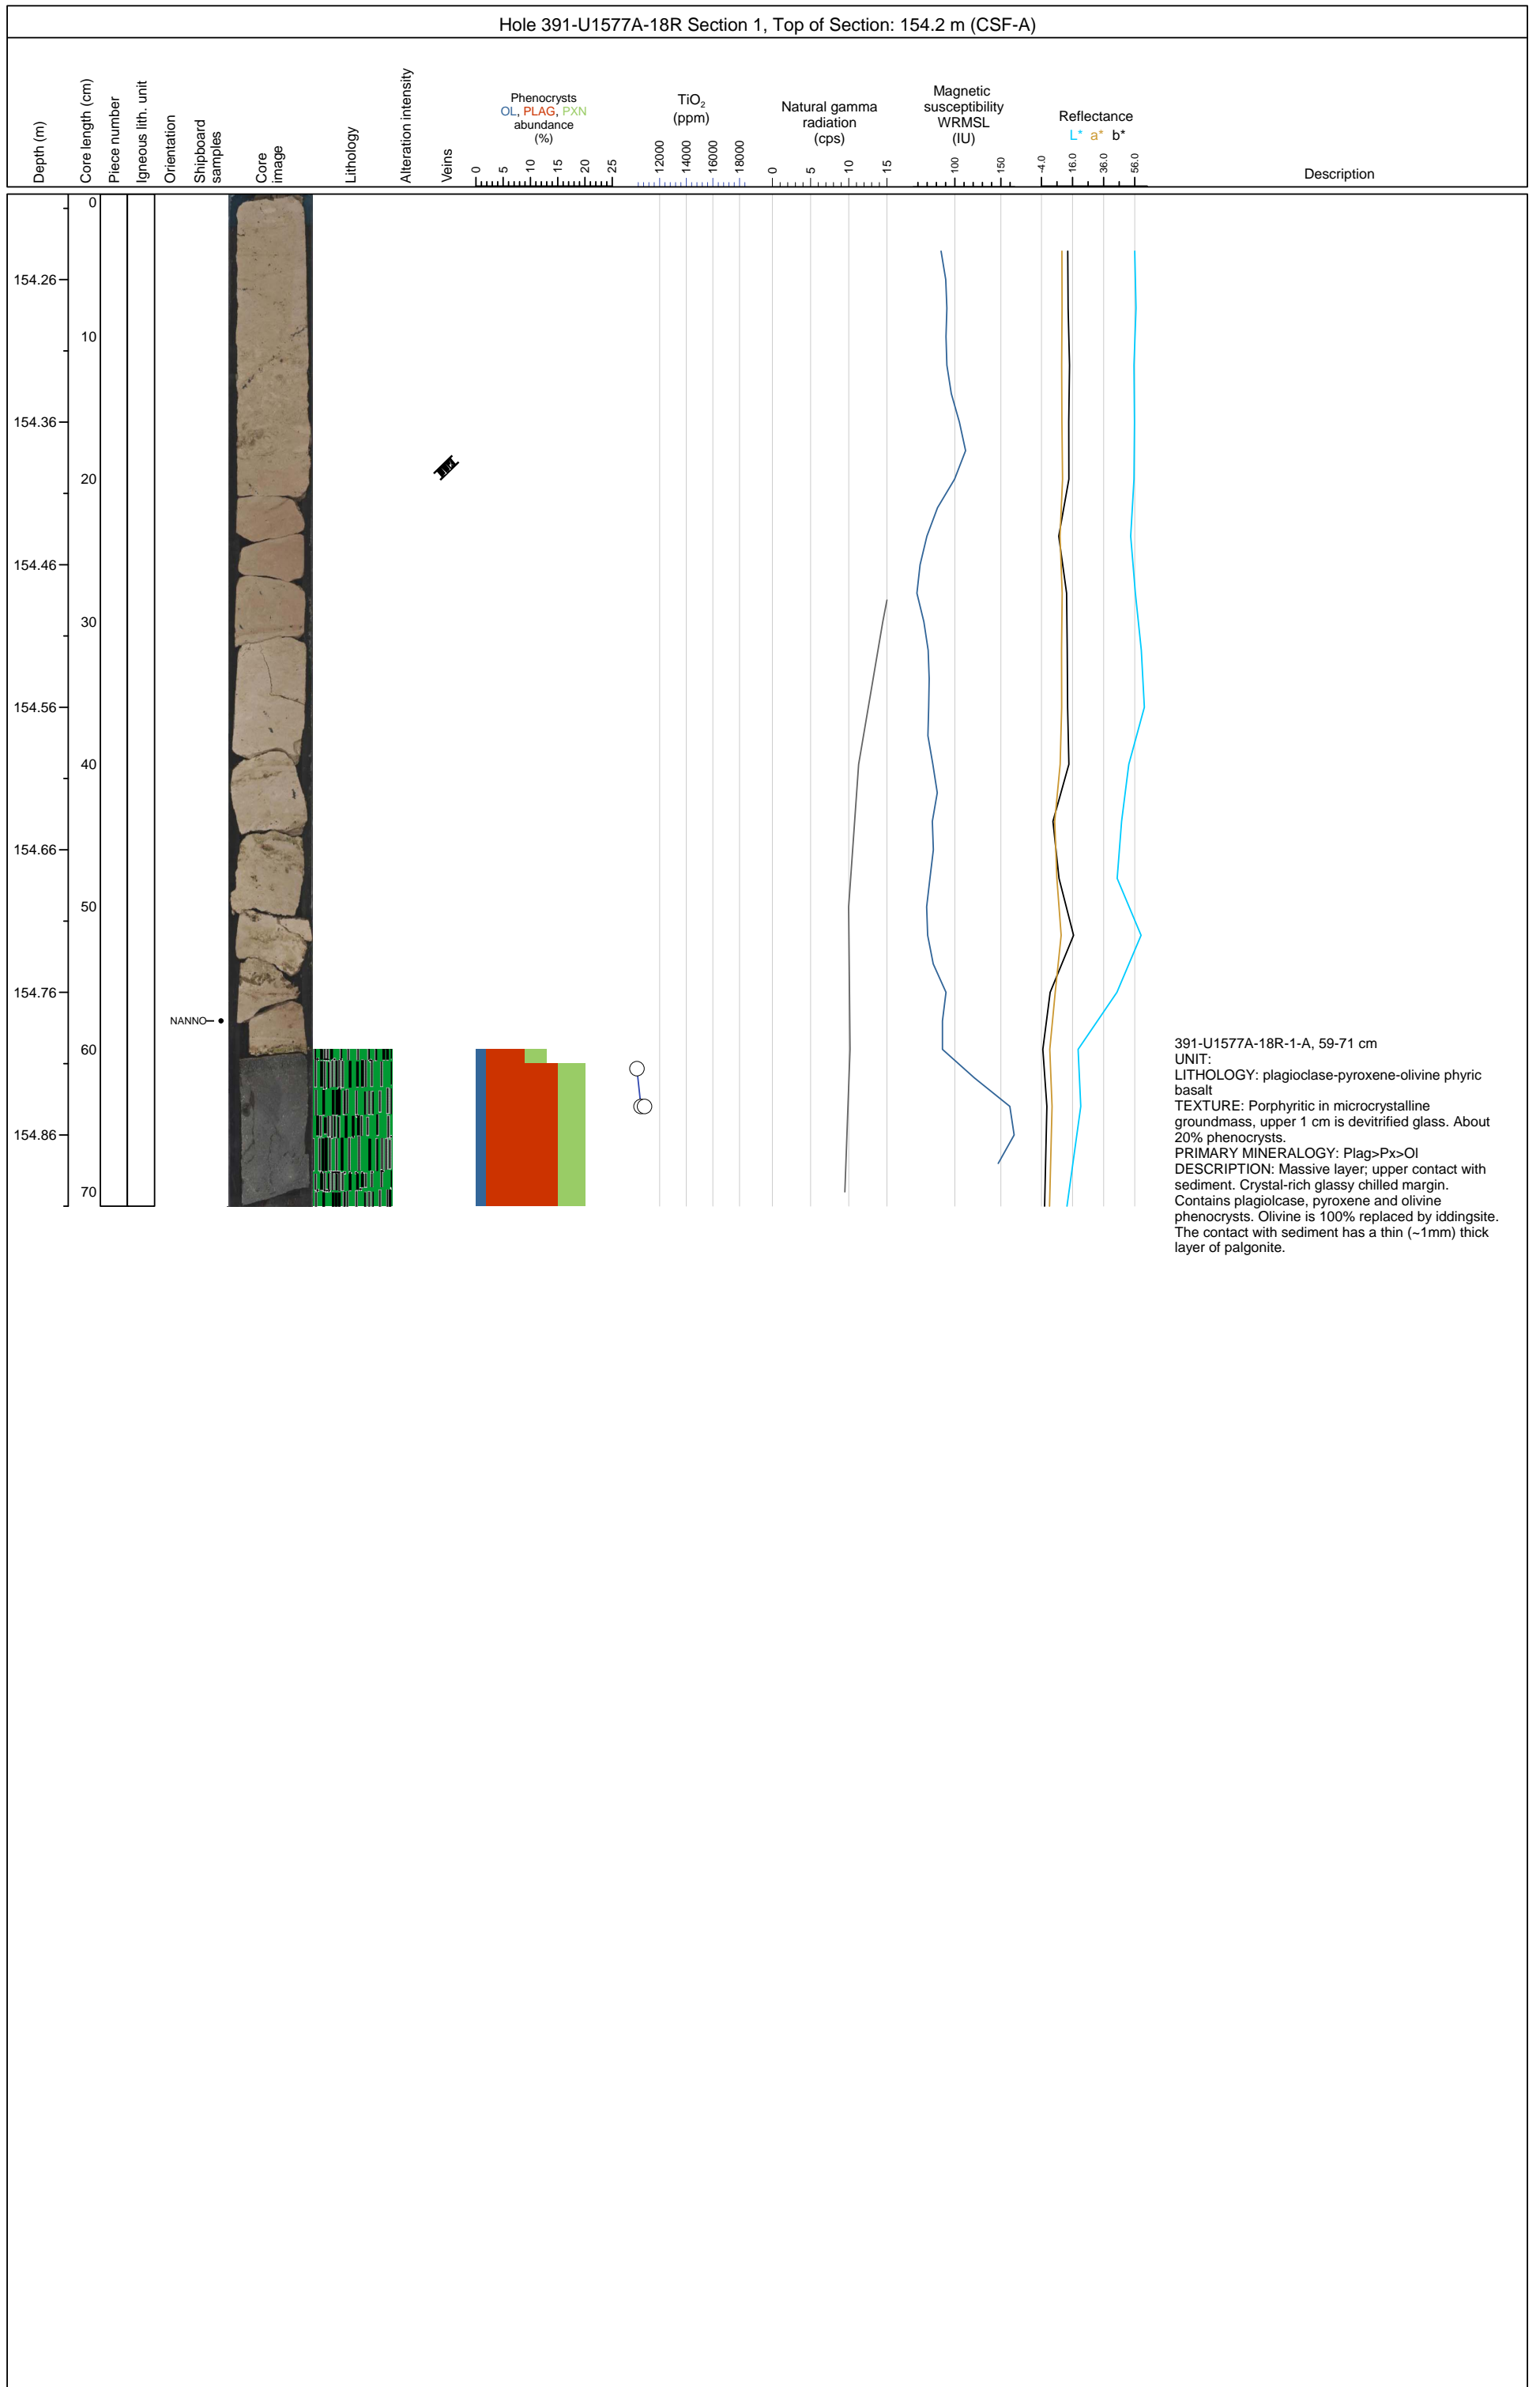 Hole 391-U1577A-18R Section 1, Top of Section: 154.2 m (CSF-A)
Depth (m)
Core length (cm)
Piece number
Igneous lith. unit
Orientation
Shipboard
samples
Core
image
Lithology
Alteration intensity
Veins
Phenocrysts
OL, PLAG, PXN
abundance
(%)
0 5 10 15 20 25
TiO₂
(ppm)
12000 14000 16000 18000
Natural gamma
radiation
(cps)
0 5 10 15
Magnetic
susceptibility
WRMSL
(IU)
100 150
Reflectance
L* a* b*
-4.0 16.0 36.0 56.0
Description
0
154.26
10
154.36
20
154.46
30
154.56
40
154.66
50
154.76
NANNO
60
154.86
70
391-U1577A-18R-1-A, 59-71 cm
UNIT:
LITHOLOGY: plagioclase-pyroxene-olivine phyric
basalt
TEXTURE: Porphyritic in microcrystalline
groundmass, upper 1 cm is devitrified glass. About
20% phenocrysts.
PRIMARY MINERALOGY: Plag>Px>Ol
DESCRIPTION: Massive layer; upper contact with
sediment. Crystal-rich glassy chilled margin.
Contains plagiolcase, pyroxene and olivine
phenocrysts. Olivine is 100% replaced by iddingsite.
The contact with sediment has a thin (~1mm) thick
layer of palgonite.